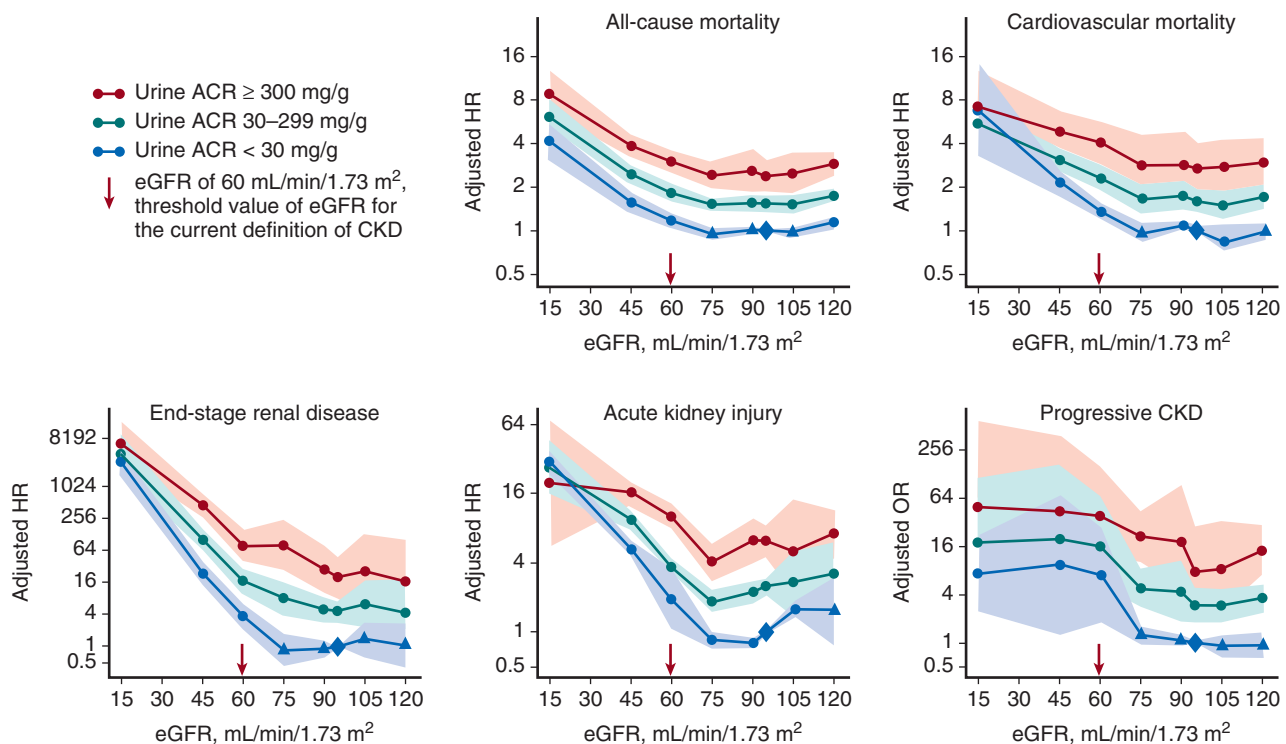 Urine ACR ≥ 300 mg/g
Urine ACR 30–299 mg/g
Urine ACR < 30 mg/g
eGFR of 60 mL/min/1.73 m²,
threshold value of eGFR for
the current definition of CKD
All-cause mortality
Adjusted HR
16
8
4
2
1
0.5
15 30 45 60 75 90 105 120
eGFR, mL/min/1.73 m²
Cardiovascular mortality
Adjusted HR
16
8
4
2
1
0.5
15 30 45 60 75 90 105 120
eGFR, mL/min/1.73 m²
End-stage renal disease
Adjusted HR
8192
1024
256
64
16
4
1
0.5
15 45 60 75 90 105 120
eGFR, mL/min/1.73 m²
Acute kidney injury
Adjusted HR
64
16
4
1
0.5
15 30 45 60 75 90 105 120
eGFR, mL/min/1.73 m²
Progressive CKD
Adjusted OR
256
64
16
4
1
0.5
15 30 45 60 75 90 105 120
eGFR, mL/min/1.73 m²